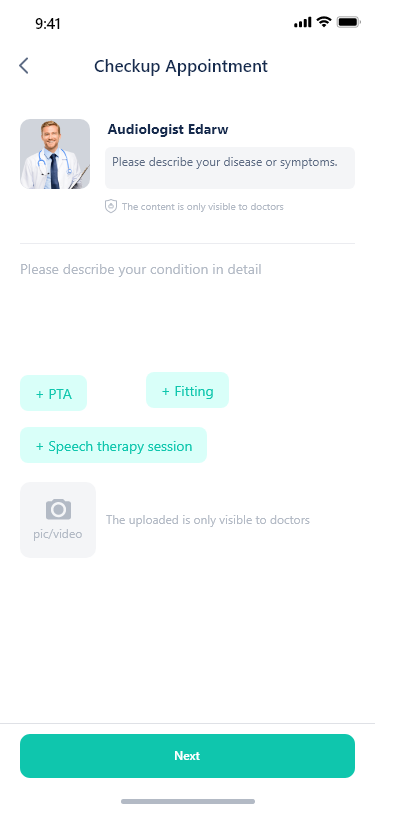 9:41
Checkup Appointment
Audiologist Edarw
Please describe your disease or symptoms.
The content is only visible to doctors
Please describe your condition in detail
+ PTA
+ Fitting
+ Speech therapy session
pic/video
The uploaded is only visible to doctors
Next